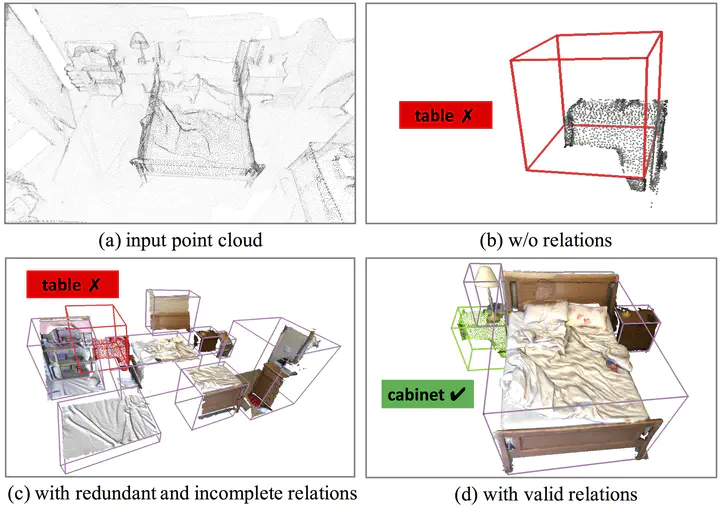 (a) input point cloud
table ✗
(b) w/o relations
table ✗
(c) with redundant and incomplete relations
cabinet ✔
(d) with valid relations